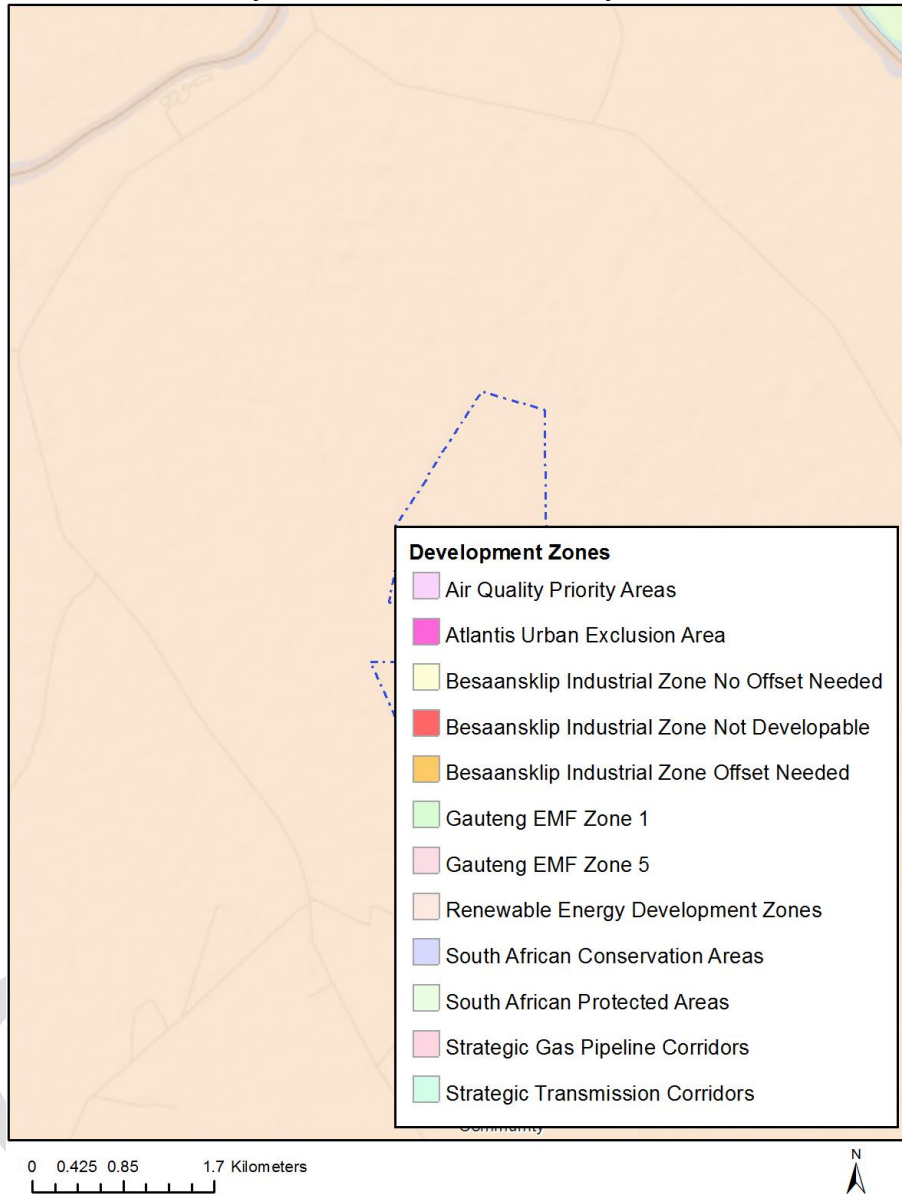 Development Zones
Air Quality Priority Areas
Atlantis Urban Exclusion Area
Besaansklip Industrial Zone No Offset Needed
Besaansklip Industrial Zone Not Developable
Besaansklip Industrial Zone Offset Needed
Gauteng EMF Zone 1
Gauteng EMF Zone 5
Renewable Energy Development Zones
South African Conservation Areas
South African Protected Areas
Strategic Gas Pipeline Corridors
Strategic Transmission Corridors
Community
0 0.425 0.85 1.7 Kilometers
N